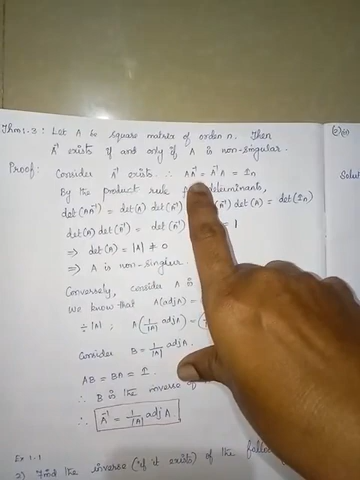 Thm 1.3: Let A be square matrix of order n. Then
A⁻¹ exists if and only if A is non-singular. (2)(i)
Proof: Consider A⁻¹ exists. ∴ AA⁻¹ = A⁻¹A = In
By the product rule determinants, Solut
det(AA⁻¹) = det(A) det(A⁻¹) det(A) = det(In)
det(A) det(A⁻¹) = det(A⁻¹) = 1
⇒ det(A) = |A| ≠ 0
⇒ A is non-singlur.
Conversely, consider A is
We know that A(adj A) =
÷ |A| ; A(1/|A| adj A) =
Consider B = 1/|A| adj A.
AB = BA = I.
∴ B is the inverse of
∴ A⁻¹ = 1/|A| adj A
Ex 1.1
2) Find the inverse (if it exists) of the